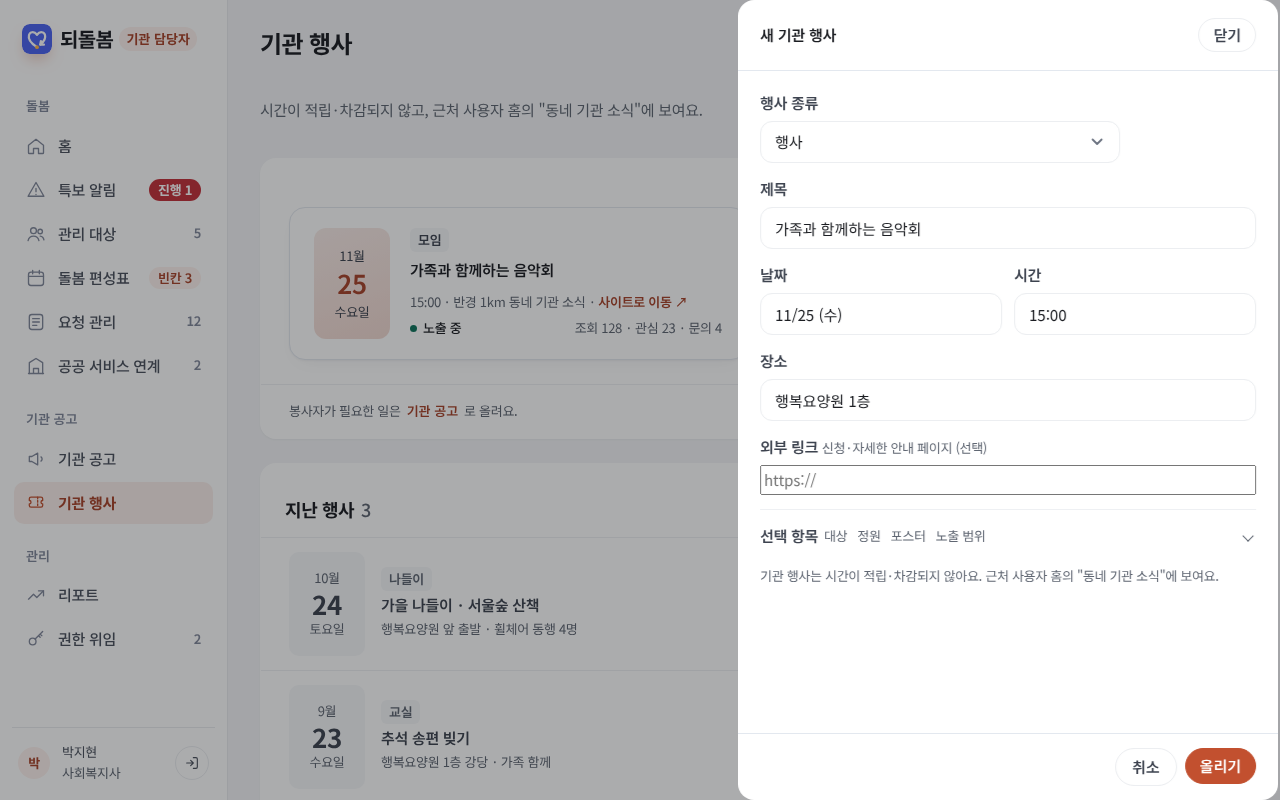 되돌봄 기관 담당자
돌봄
홈
특보 알림 진행 1
관리 대상 5
돌봄 편성표 빈칸 3
요청 관리 12
공공 서비스 연계 2
기관 공고
기관 공고
기관 행사
관리
리포트
권한 위임 2
박 박지현
사회복지사
기관 행사
시간이 적립·차감되지 않고, 근처 사용자 홈의 "동네 기관 소식"에 보여요.
11월
25
수요일
모임
가족과 함께하는 음악회
15:00 · 반경 1km 동네 기관 소식 · 사이트로 이동 ↗
노출 중 조회 128 · 관심 23 · 문의 4
봉사자가 필요한 일은 기관 공고 로 올려요.
지난 행사 3
10월
24
토요일
나들이
가을 나들이 · 서울숲 산책
행복요양원 앞 출발 · 휠체어 동행 4명
9월
23
수요일
교실
추석 송편 빚기
행복요양원 1층 강당 · 가족 함께
새 기관 행사 닫기
행사 종류
행사
제목
가족과 함께하는 음악회
날짜 시간
11/25 (수) 15:00
장소
행복요양원 1층
외부 링크 신청·자세한 안내 페이지 (선택)
https://
선택 항목 대상 정원 포스터 노출 범위
기관 행사는 시간이 적립·차감되지 않아요. 근처 사용자 홈의 "동네 기관 소식"에 보여요.
취소 올리기